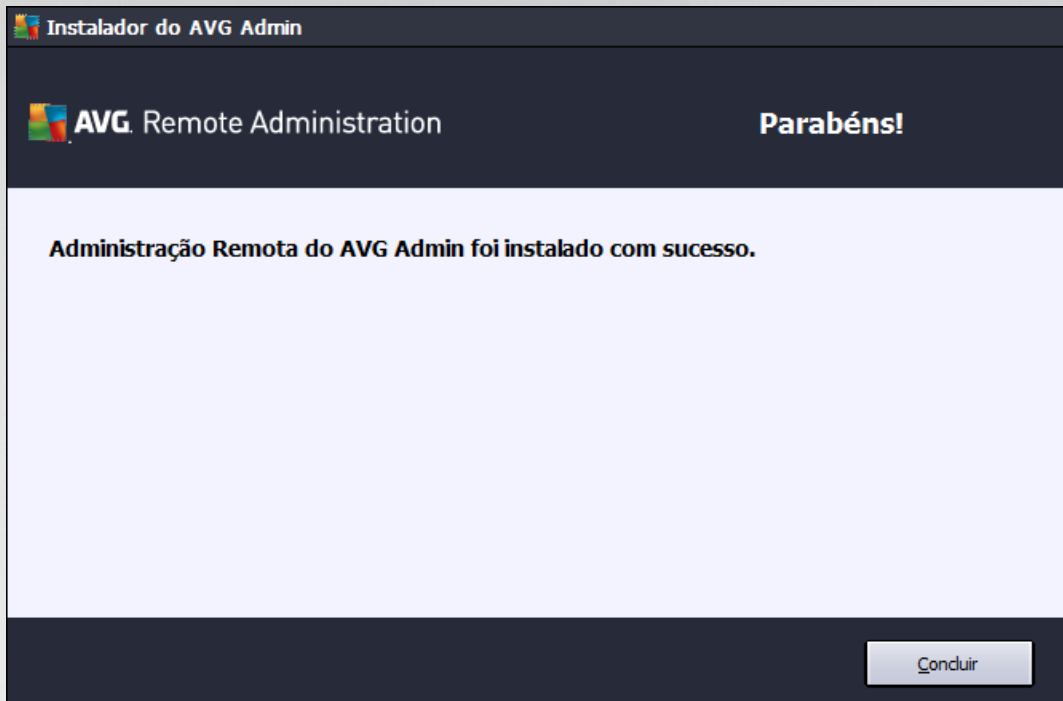 Instalador do AVG Admin
AVG. Remote Administration
Parabéns!
Administração Remota do AVG Admin foi instalado com sucesso.
Concluir